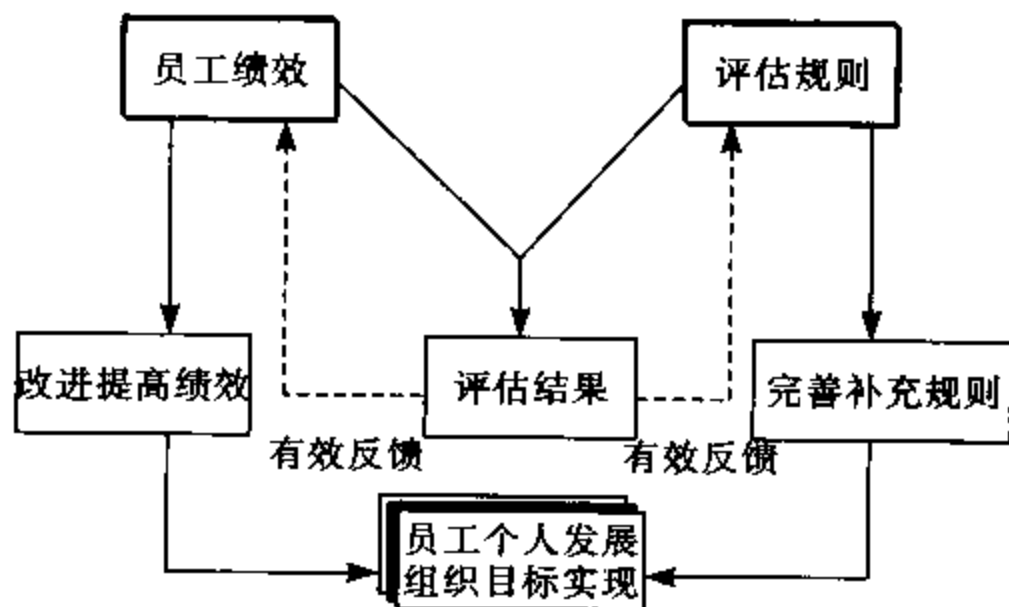 员工绩效
评估规则
改进提高绩效
评估结果
完善补充规则
有效反馈
有效反馈
员工个人发展
组织目标实现